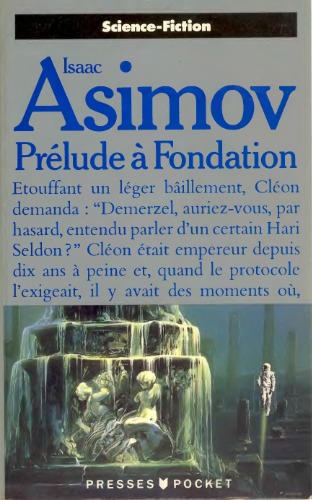 Science-Fiction
Isaac
Asimov
Prélude à Fondation
Etouffant un léger bâillement, Cléon
demanda : “Demerzel, auriez-vous, par
hasard, entendu parler d’un certain Hari
Seldon ?” Cléon était empereur depuis
dix ans à peine et, quand le protocole
l’exigeait, il y avait des moments où,
PRESSES POCKET